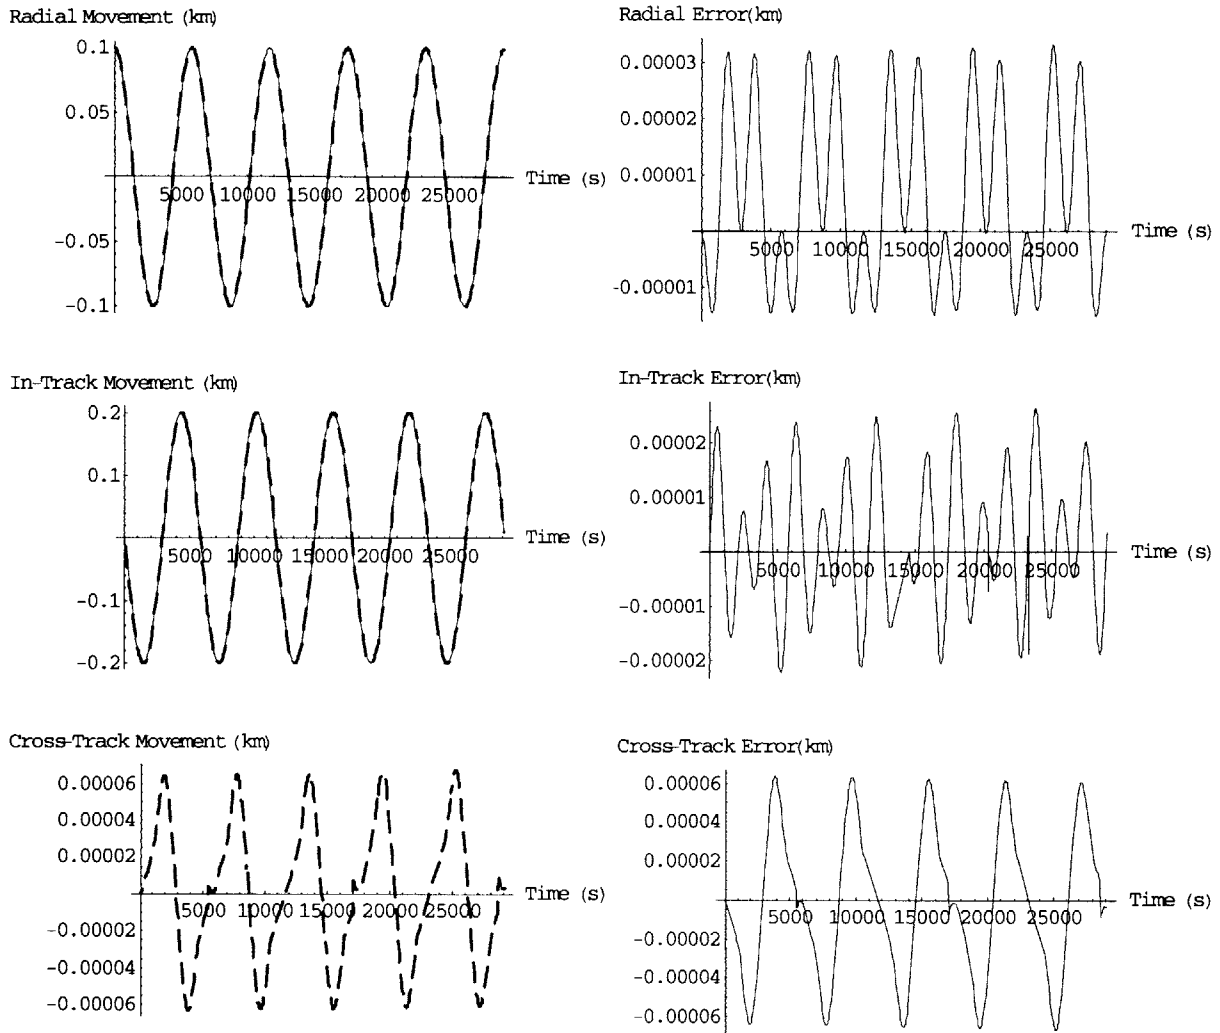 Radial Movement (km)
0.1
0.05
-0.05
-0.1
5000 10000 15000 20000 25000
Time (s)
Radial Error(km)
0.00003
0.00002
0.00001
-0.00001
5000 10000 15000 20000 25000
Time (s)
In-Track Movement (km)
0.2
0.1
-0.1
-0.2
5000 10000 15000 20000 25000
Time (s)
In-Track Error(km)
0.00002
0.00001
-0.00001
-0.00002
5000 10000 15000 20000 25000
Time (s)
Cross-Track Movement (km)
0.00006
0.00004
0.00002
-0.00002
-0.00004
-0.00006
5000 10000 15000 20000 25000
Time (s)
Cross-Track Error(km)
0.00006
0.00004
0.00002
-0.00002
-0.00004
-0.00006
5000 10000 15000 20000 25000
Time (s)